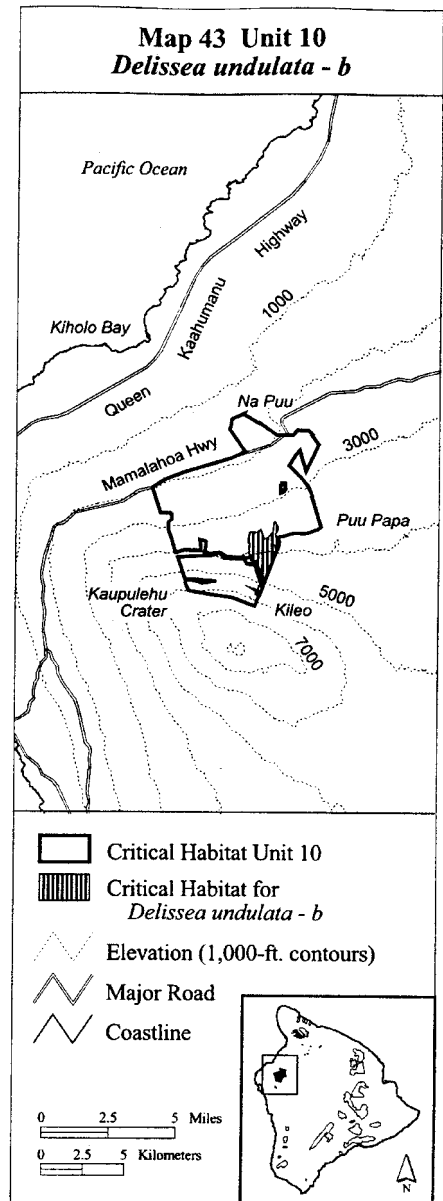 Map 43 Unit 10
Delissea undulata - b
Pacific Ocean
Highway
Kaahumanu
1000
Kiholo Bay
Queen
Na Puu
Mamalahoa Hwy
3000
Puu Papa
Kaupulehu
Crater
5000
Kileo
7000
Critical Habitat Unit 10
Critical Habitat for
Delissea undulata - b
Elevation (1,000-ft. contours)
Major Road
Coastline
0 2.5 5 Miles
0 2.5 5 Kilometers
N